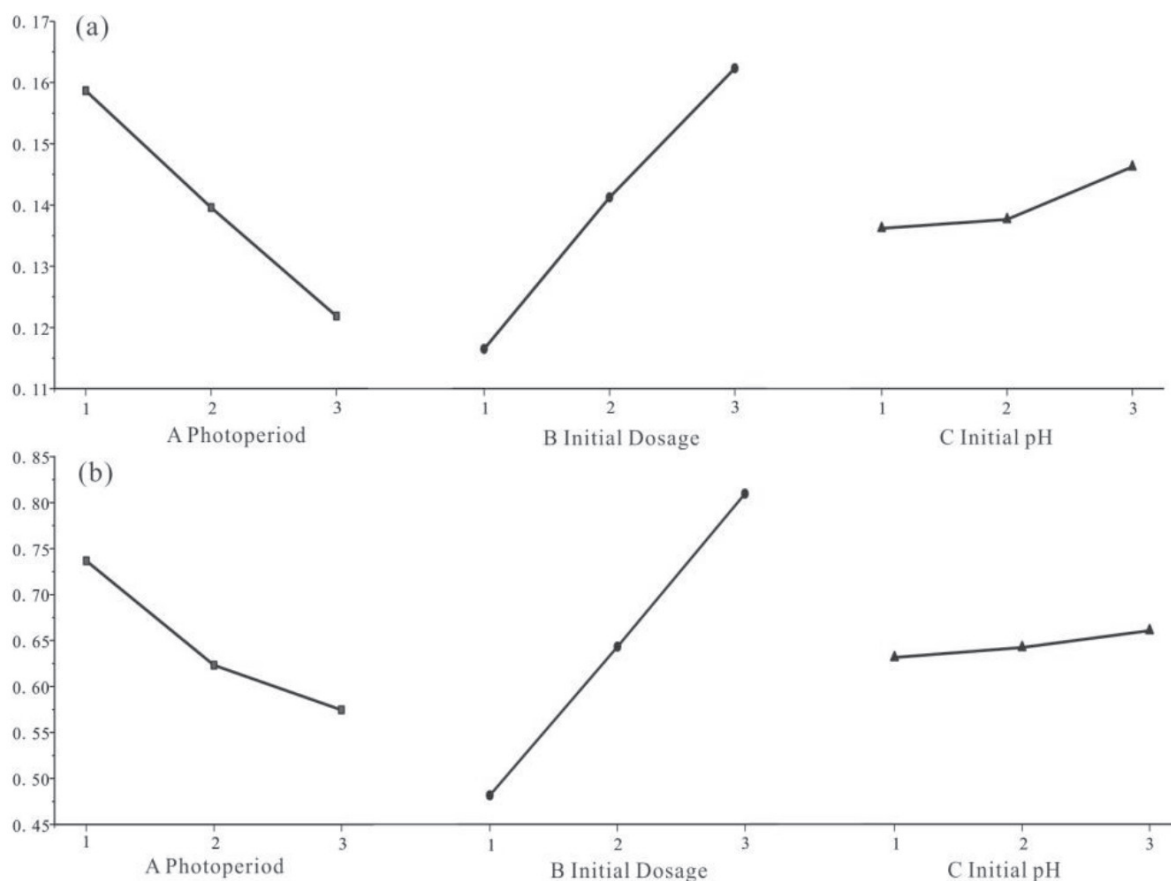 (a)
0. 17
0. 16
0. 15
0. 14
0. 13
0. 12
0. 11
1 2 3 1 2 3 1 2 3
A Photoperiod B Initial Dosage C Initial pH
(b)
0. 85
0. 80
0. 75
0. 70
0. 65
0. 60
0. 55
0. 50
0. 45
1 2 3 1 2 3 1 2 3
A Photoperiod B Initial Dosage C Initial pH